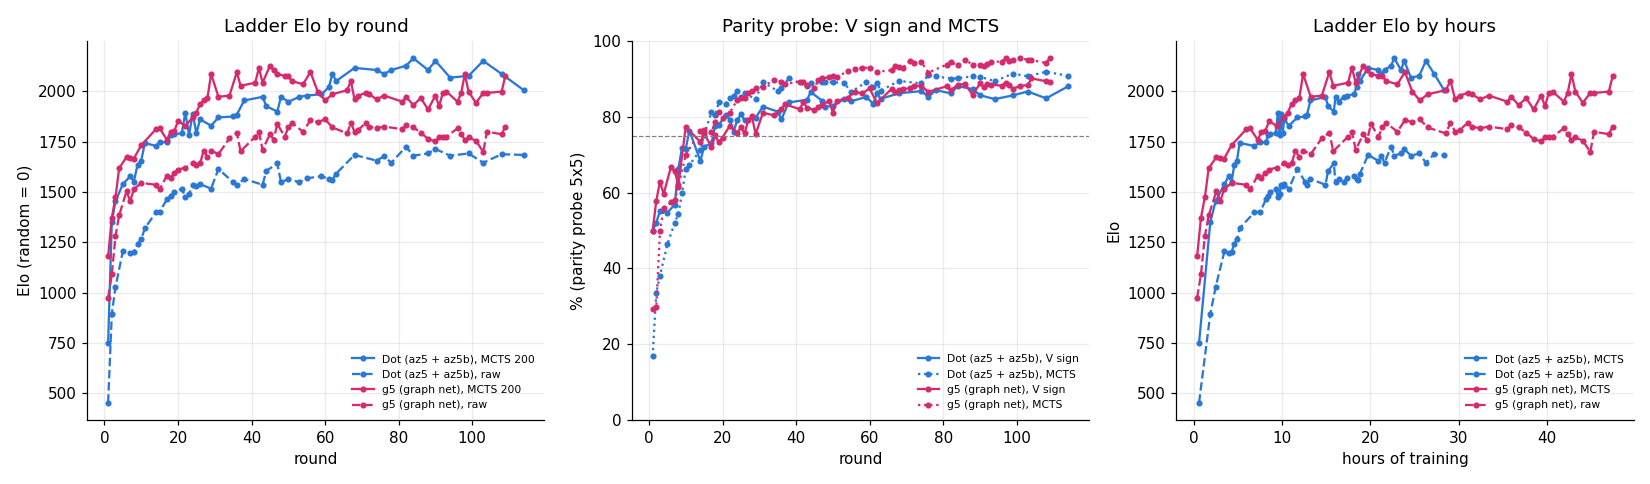 Ladder Elo by round
Elo (random = 0)
2000
1750
1500
1250
1000
750
500
0
20
40
60
80
100
round
Dot (az5 + az5b), MCTS 200
Dot (az5 + az5b), raw
g5 (graph net), MCTS 200
g5 (graph net), raw
Parity probe: V sign and MCTS
% (parity probe 5x5)
100
80
60
40
20
0
0
20
40
60
80
100
round
Dot (az5 + az5b), V sign
Dot (az5 + az5b), MCTS
g5 (graph net), V sign
g5 (graph net), MCTS
Ladder Elo by hours
Elo
2000
1750
1500
1250
1000
750
500
0
10
20
30
40
hours of training
Dot (az5 + az5b), MCTS
Dot (az5 + az5b), raw
g5 (graph net), MCTS
g5 (graph net), raw